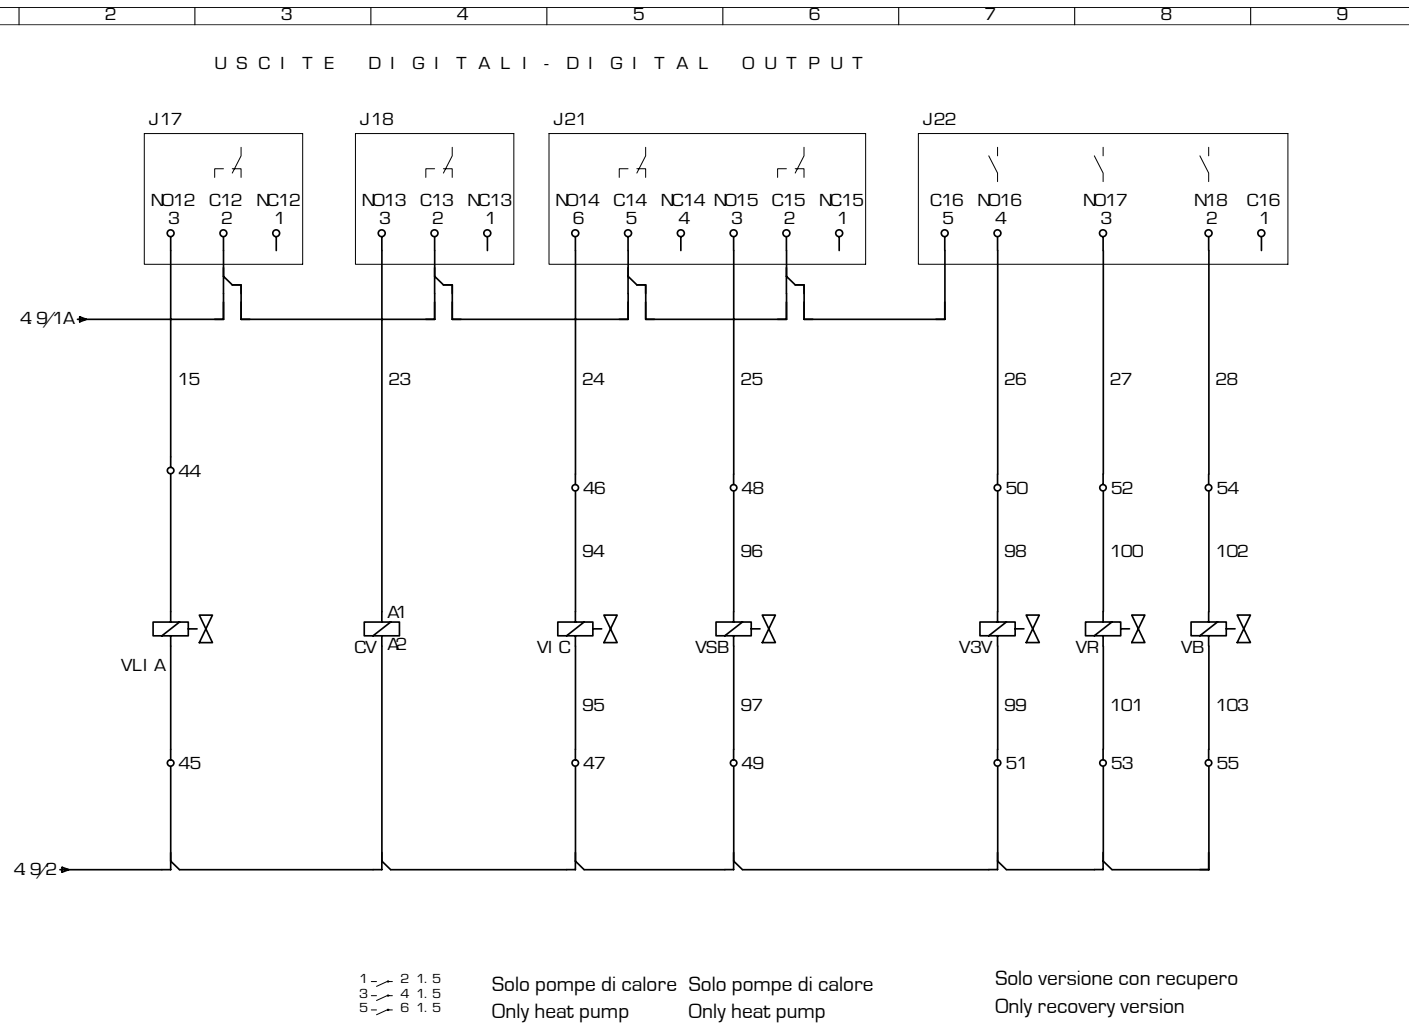 2 3 4 5 6 7 8 9
USCITE DIGITALI - DIGITAL OUTPUT
J17 J18 J21 J22
NO12 C12 NC12 NO13 C13 NC13 NO14 C14 NC14 NO15 C15 NC15 C16 NO16 NO17 N18 C16
3 2 1 3 2 1 6 5 4 3 2 1 5 4 3 2 1
4.9/1A
15 23 24 25 26 27 28
44
46 48 50 52 54
94 96 98 100 102
A1
CV A2 VIC VSB V3V VR VB
VLIA
95 97 99 101 103
45 47 49 51 53 55
4.9/2
1 2 1.5
3 4 1.5
5 6 1.5
Solo pompe di calore Solo pompe di calore Solo versione con recupero
Only heat pump Only heat pump Only recovery version